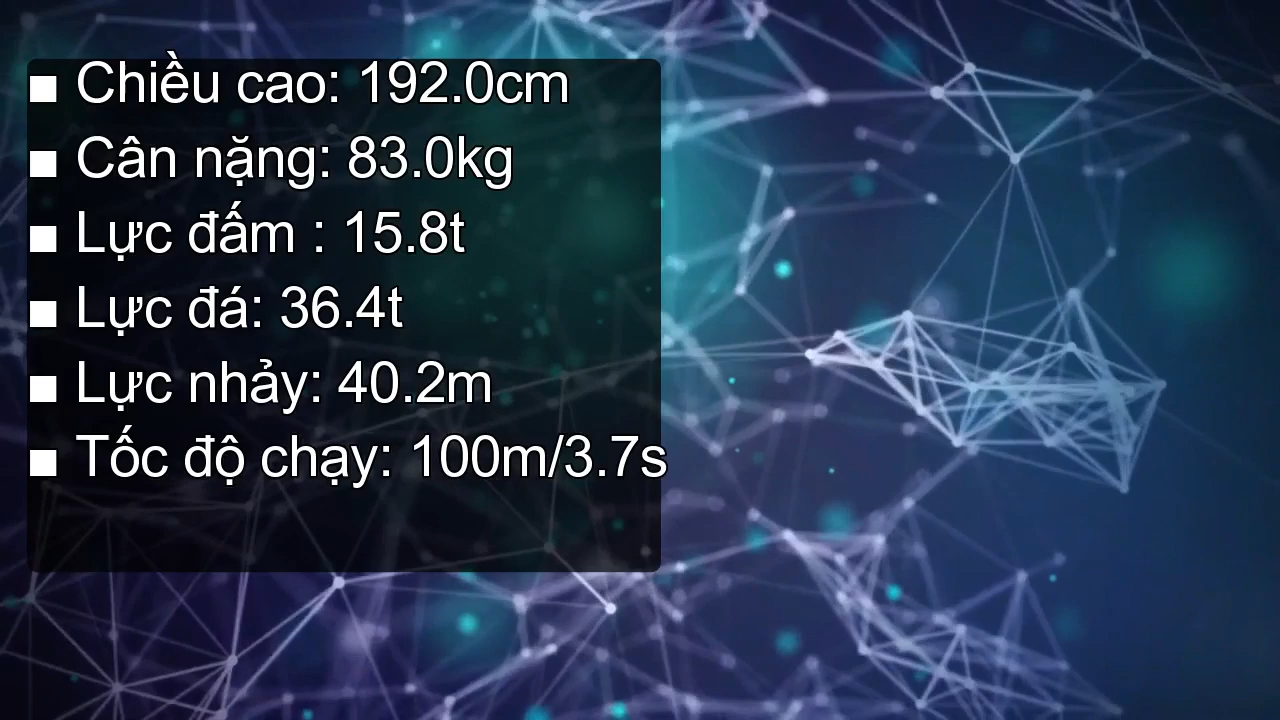 ▪ Chiều cao: 192.0cm
▪ Cân nặng: 83.0kg
▪ Lực đấm : 15.8t
▪ Lực đá: 36.4t
▪ Lực nhảy: 40.2m
▪ Tốc độ chạy: 100m/3.7s